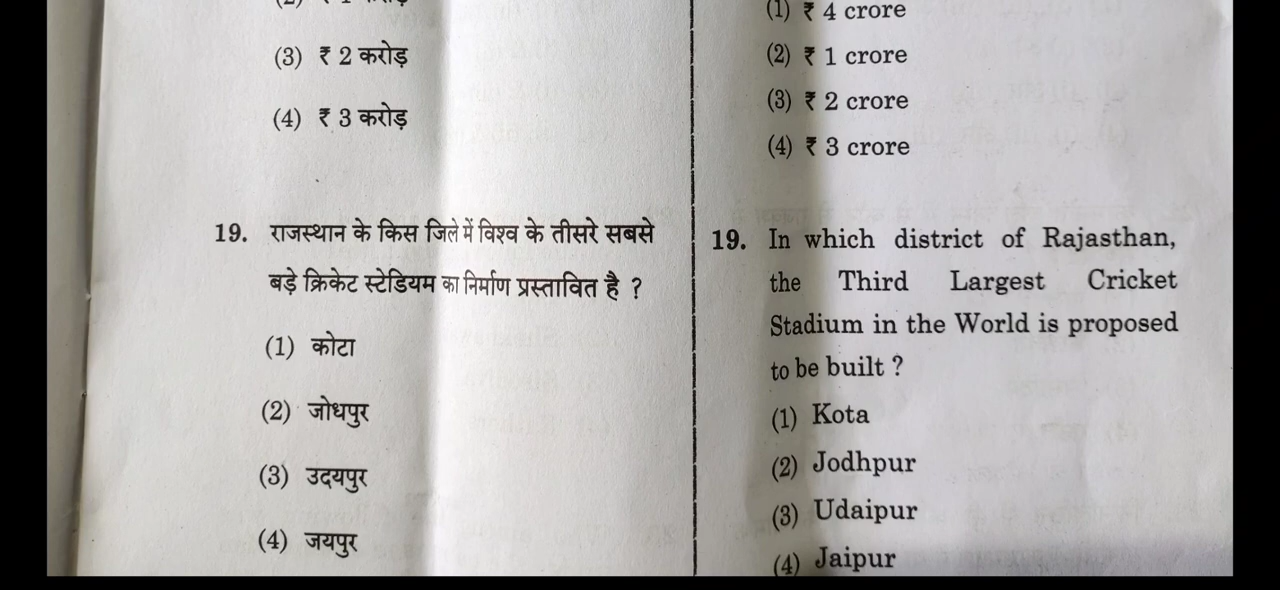 (3) ₹ 2 करोड़
(4) ₹ 3 करोड़
19. राजस्थान के किस जिले में विश्व के तीसरे सबसे
बड़े क्रिकेट स्टेडियम का निर्माण प्रस्तावित है ?
(1) कोटा
(2) जोधपुर
(3) उदयपुर
(4) जयपुर
(1) ₹ 4 crore
(2) ₹ 1 crore
(3) ₹ 2 crore
(4) ₹ 3 crore
19. In which district of Rajasthan,
the Third Largest Cricket
Stadium in the World is proposed
to be built ?
(1) Kota
(2) Jodhpur
(3) Udaipur
(4) Jaipur